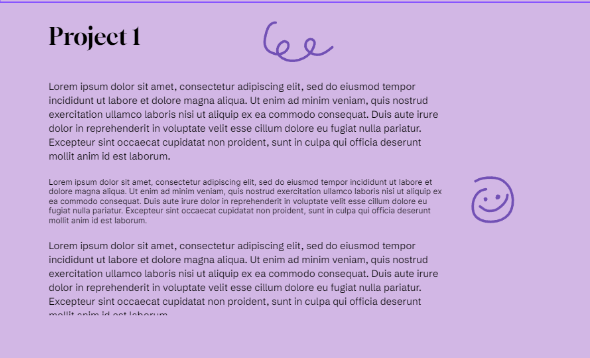 Project 1
Lorem ipsum dolor sit amet, consectetur adipiscing elit, sed do eiusmod tempor
incididunt ut labore et dolore magna aliqua. Ut enim ad minim veniam, quis nostrud
exercitation ullamco laboris nisi ut aliquip ex ea commodo consequat. Duis aute irure
dolor in reprehenderit in voluptate velit esse cillum dolore eu fugiat nulla pariatur.
Excepteur sint occaecat cupidatat non proident, sunt in culpa qui officia deserunt
mollit anim id est laborum.
Lorem ipsum dolor sit amet, consectetur adipiscing elit, sed do eiusmod tempor incididunt ut labore et
dolore magna aliqua. Ut enim ad minim veniam, quis nostrud exercitation ullamco laboris nisi ut aliquip ex
ea commodo consequat. Duis aute irure dolor in reprehenderit in voluptate velit esse cillum dolore eu
fugiat nulla pariatur. Excepteur sint occaecat cupidatat non proident, sunt in culpa qui officia deserunt
mollit anim id est laborum.
Lorem ipsum dolor sit amet, consectetur adipiscing elit, sed do eiusmod tempor
incididunt ut labore et dolore magna aliqua. Ut enim ad minim veniam, quis nostrud
exercitation ullamco laboris nisi ut aliquip ex ea commodo consequat. Duis aute irure
dolor in reprehenderit in voluptate velit esse cillum dolore eu fugiat nulla pariatur.
Excepteur sint occaecat cupidatat non proident, sunt in culpa qui officia deserunt
mollit anim id est laborum.